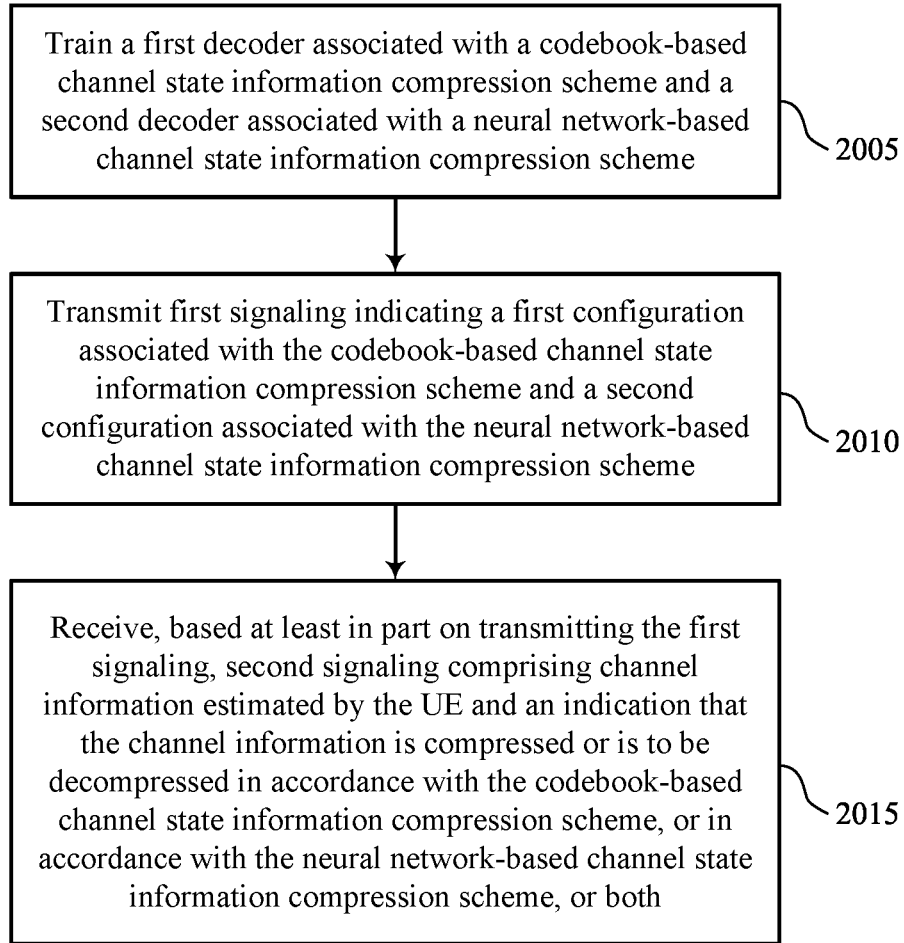 Train a first decoder associated with a codebook-based
channel state information compression scheme and a
second decoder associated with a neural network-based
channel state information compression scheme
2005
Transmit first signaling indicating a first configuration
associated with the codebook-based channel state
information compression scheme and a second
configuration associated with the neural network-based
channel state information compression scheme
2010
Receive, based at least in part on transmitting the first
signaling, second signaling comprising channel
information estimated by the UE and an indication that
the channel information is compressed or is to be
decompressed in accordance with the codebook-based
channel state information compression scheme, or in
accordance with the neural network-based channel state
information compression scheme, or both
2015